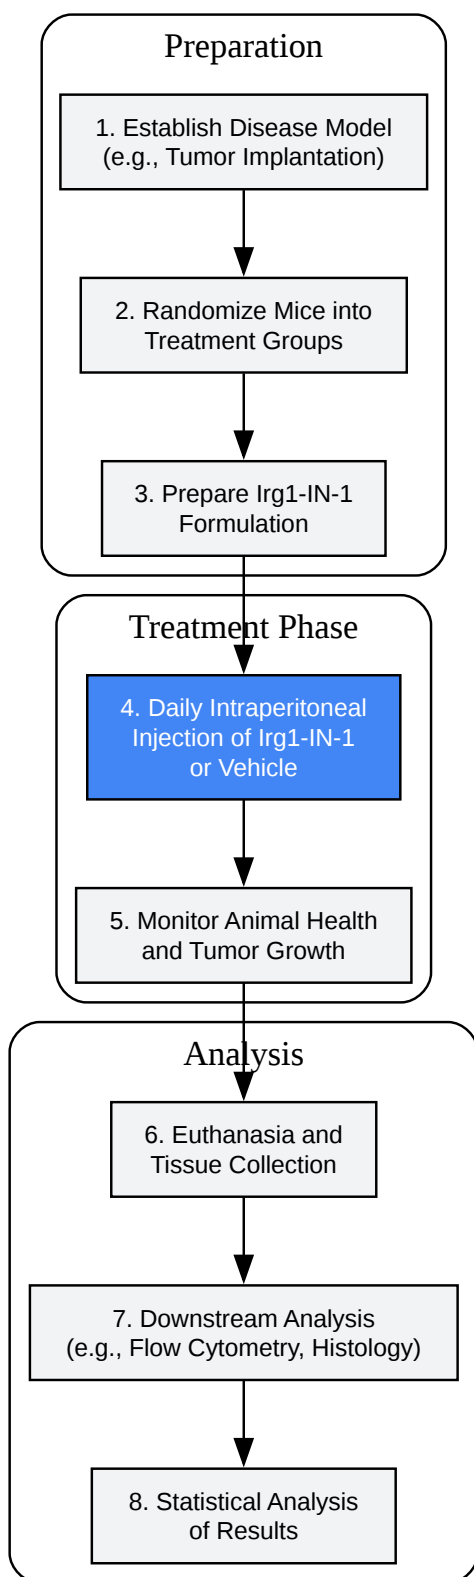 Preparation
1. Establish Disease Model
(e.g., Tumor Implantation)
2. Randomize Mice into
Treatment Groups
3. Prepare Irg1-IN-1
Formulation
Treatment Phase
4. Daily Intraperitoneal
Injection of Irg1-IN-1
or Vehicle
5. Monitor Animal Health
and Tumor Growth
Analysis
6. Euthanasia and
Tissue Collection
7. Downstream Analysis
(e.g., Flow Cytometry, Histology)
8. Statistical Analysis
of Results